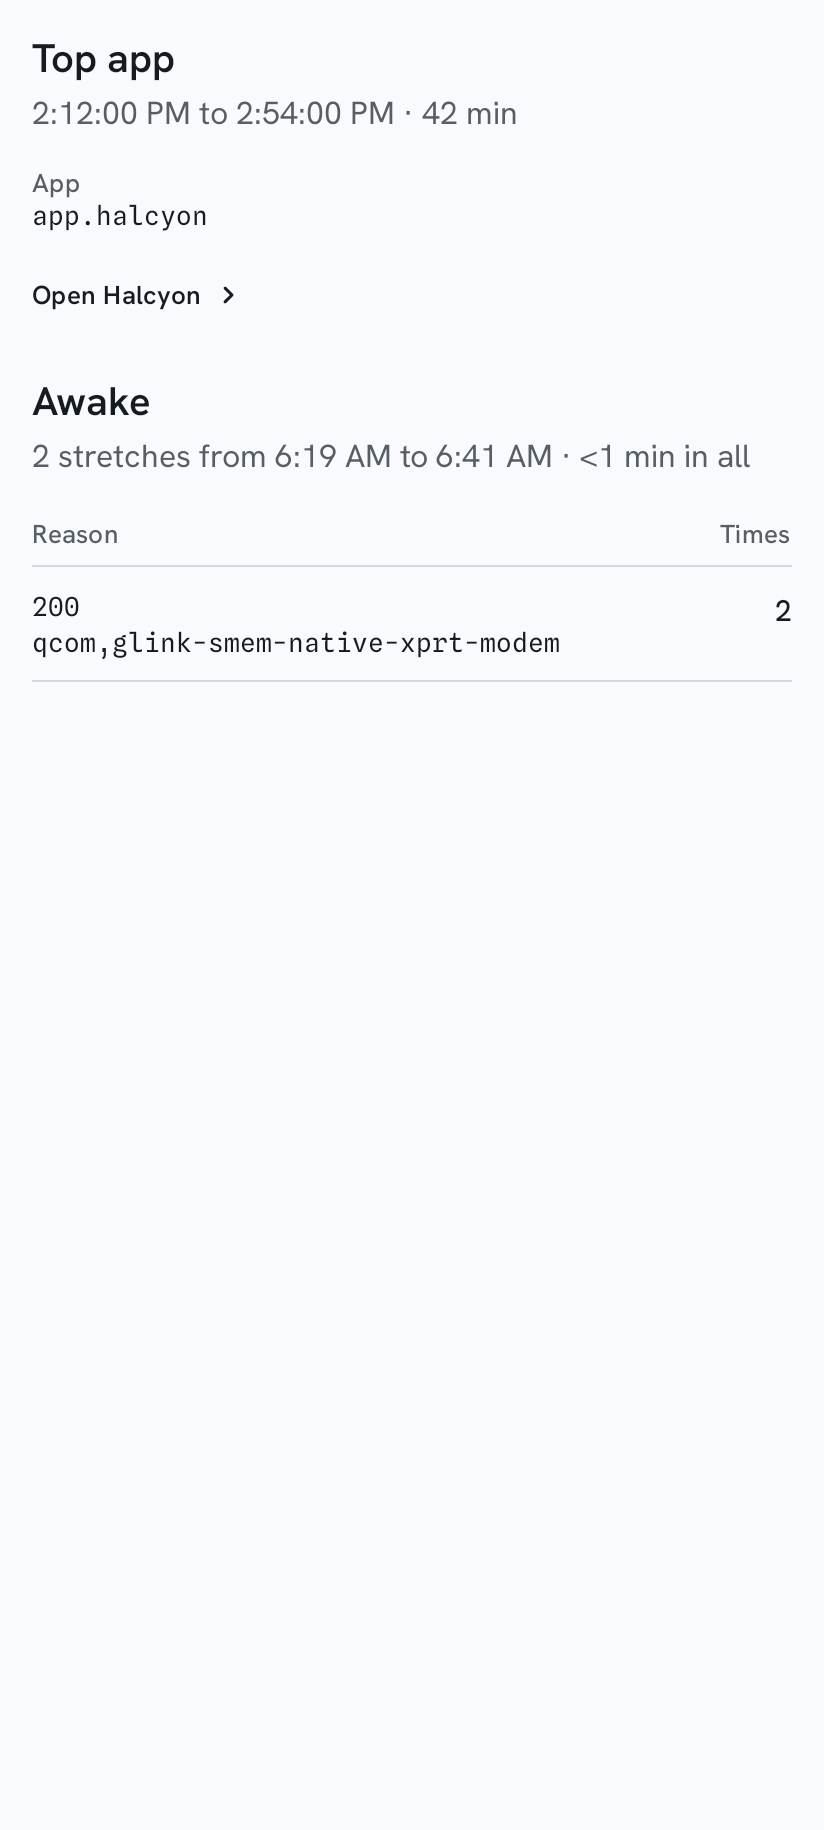 Top app
2:12:00 PM to 2:54:00 PM · 42 min
App
app.halcyon
Open Halcyon
Awake
2 stretches from 6:19 AM to 6:41 AM · <1 min in all
Reason Times
200 2
qcom,glink-smem-native-xprt-modem